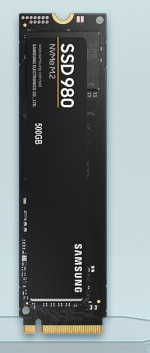 SSD 980
NVMe M.2
SAMSUNG ELECTRONICS CO., LTD.
500GB
SAMSUNG